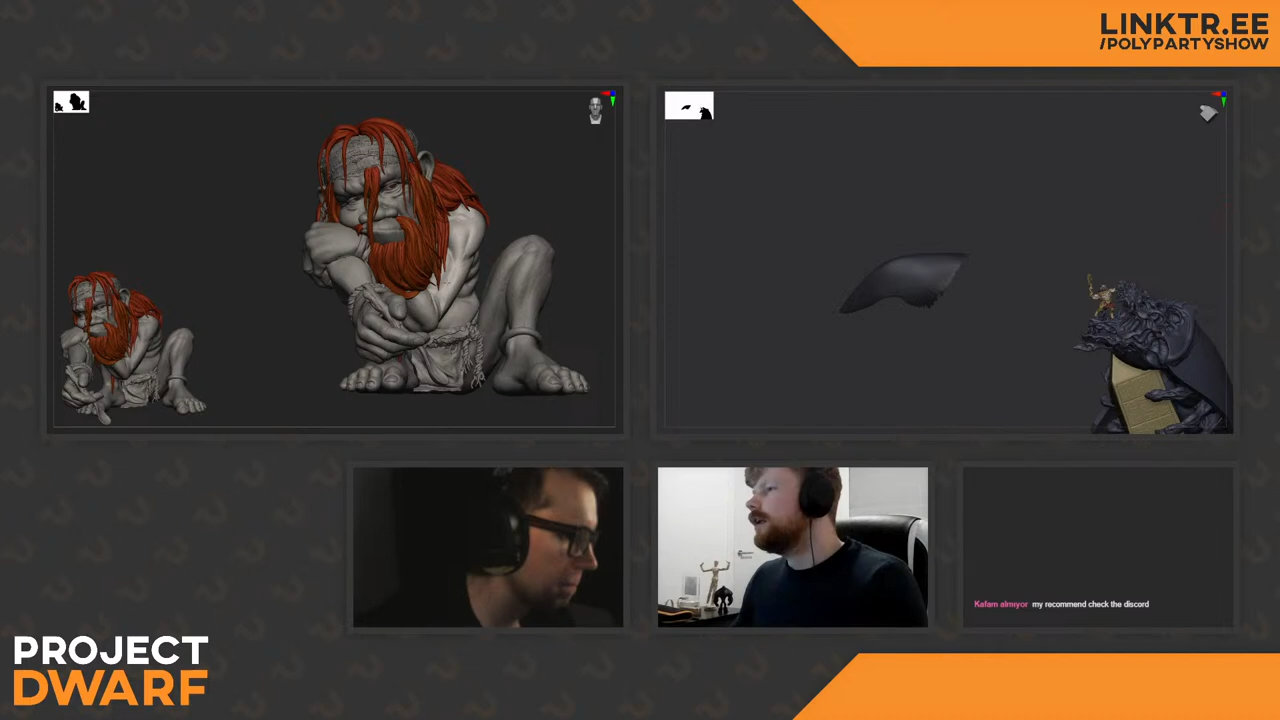 LINKTR.EE
/POLYPARTYSHOW
Kafam almıyor my recommend check the discord
PROJECT
DWARF